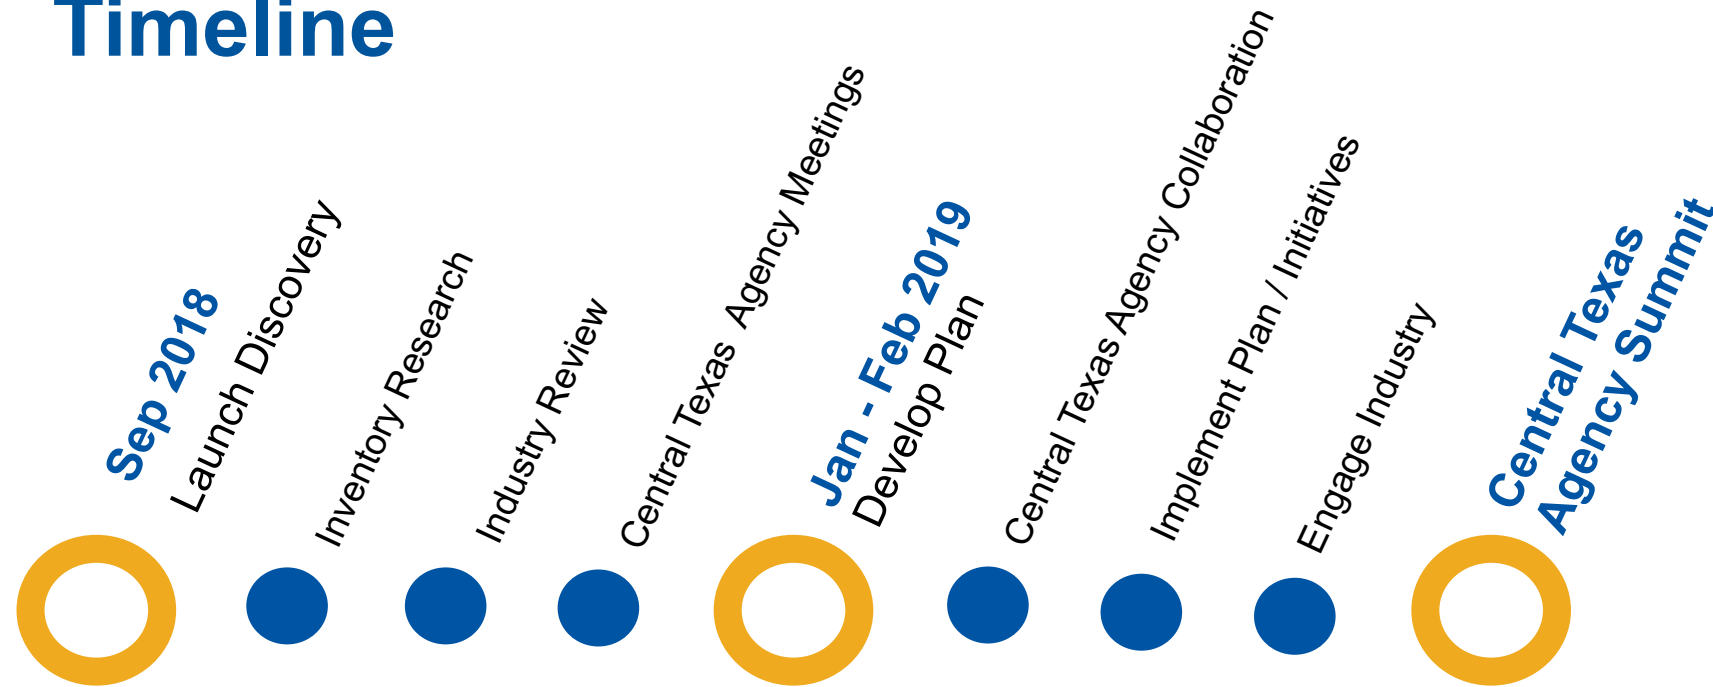 Timeline
Sep 2018
Launch Discovery
Inventory Research
Industry Review
Central Texas  Agency Meetings
Jan - Feb 2019
Develop Plan
Central Texas Agency Collaboration
Implement Plan / Initiatives
Engage Industry
Central Texas
Agency Summit